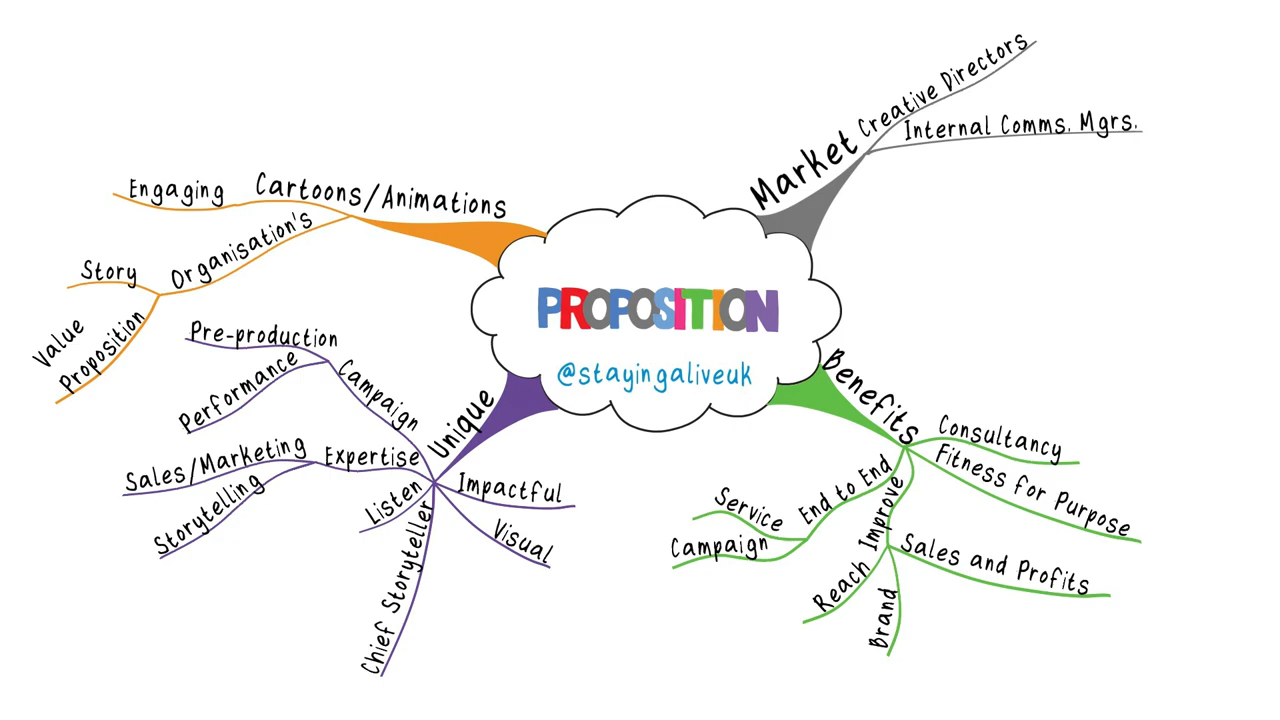 PROPOSITION
@stayingaliveuk
Market
Creative Directors
Internal Comms. Mgrs.
Benefits
Consultancy
Fitness for Purpose
Improve
Sales and Profits
Brand
Reach
End to End
Service
Campaign
Unique
Impactful
Visual
Chief Storyteller
Listen
Expertise
Sales/Marketing
Storytelling
Campaign
Pre-production
Performance
Cartoons/Animations
Engaging
Organisation's
Story
Value
Proposition